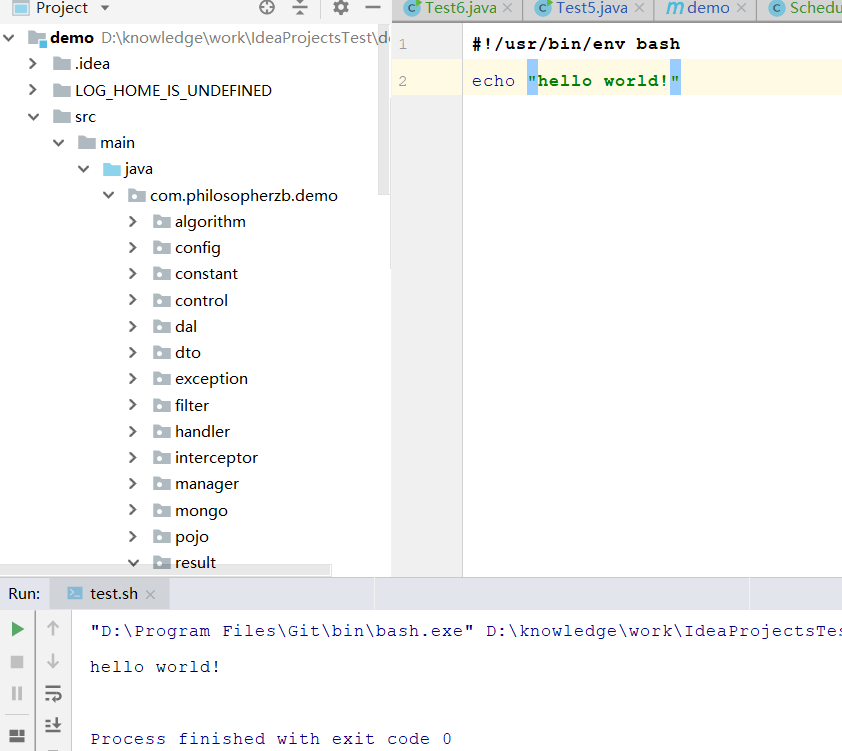 Project
Test6.java
Test5.java
demo
Schedu
demo D:\knowledge\work\IdeaProjectsTest\de
.idea
LOG_HOME_IS_UNDEFINED
src
main
java
com.philosopherzb.demo
algorithm
config
constant
control
dal
dto
exception
filter
handler
interceptor
manager
mongo
pojo
result
1 #!/usr/bin/env bash
2 echo "hello world!"
Run: test.sh
"D:\Program Files\Git\bin\bash.exe" D:\knowledge\work\IdeaProjectsTes
hello world!
Process finished with exit code 0